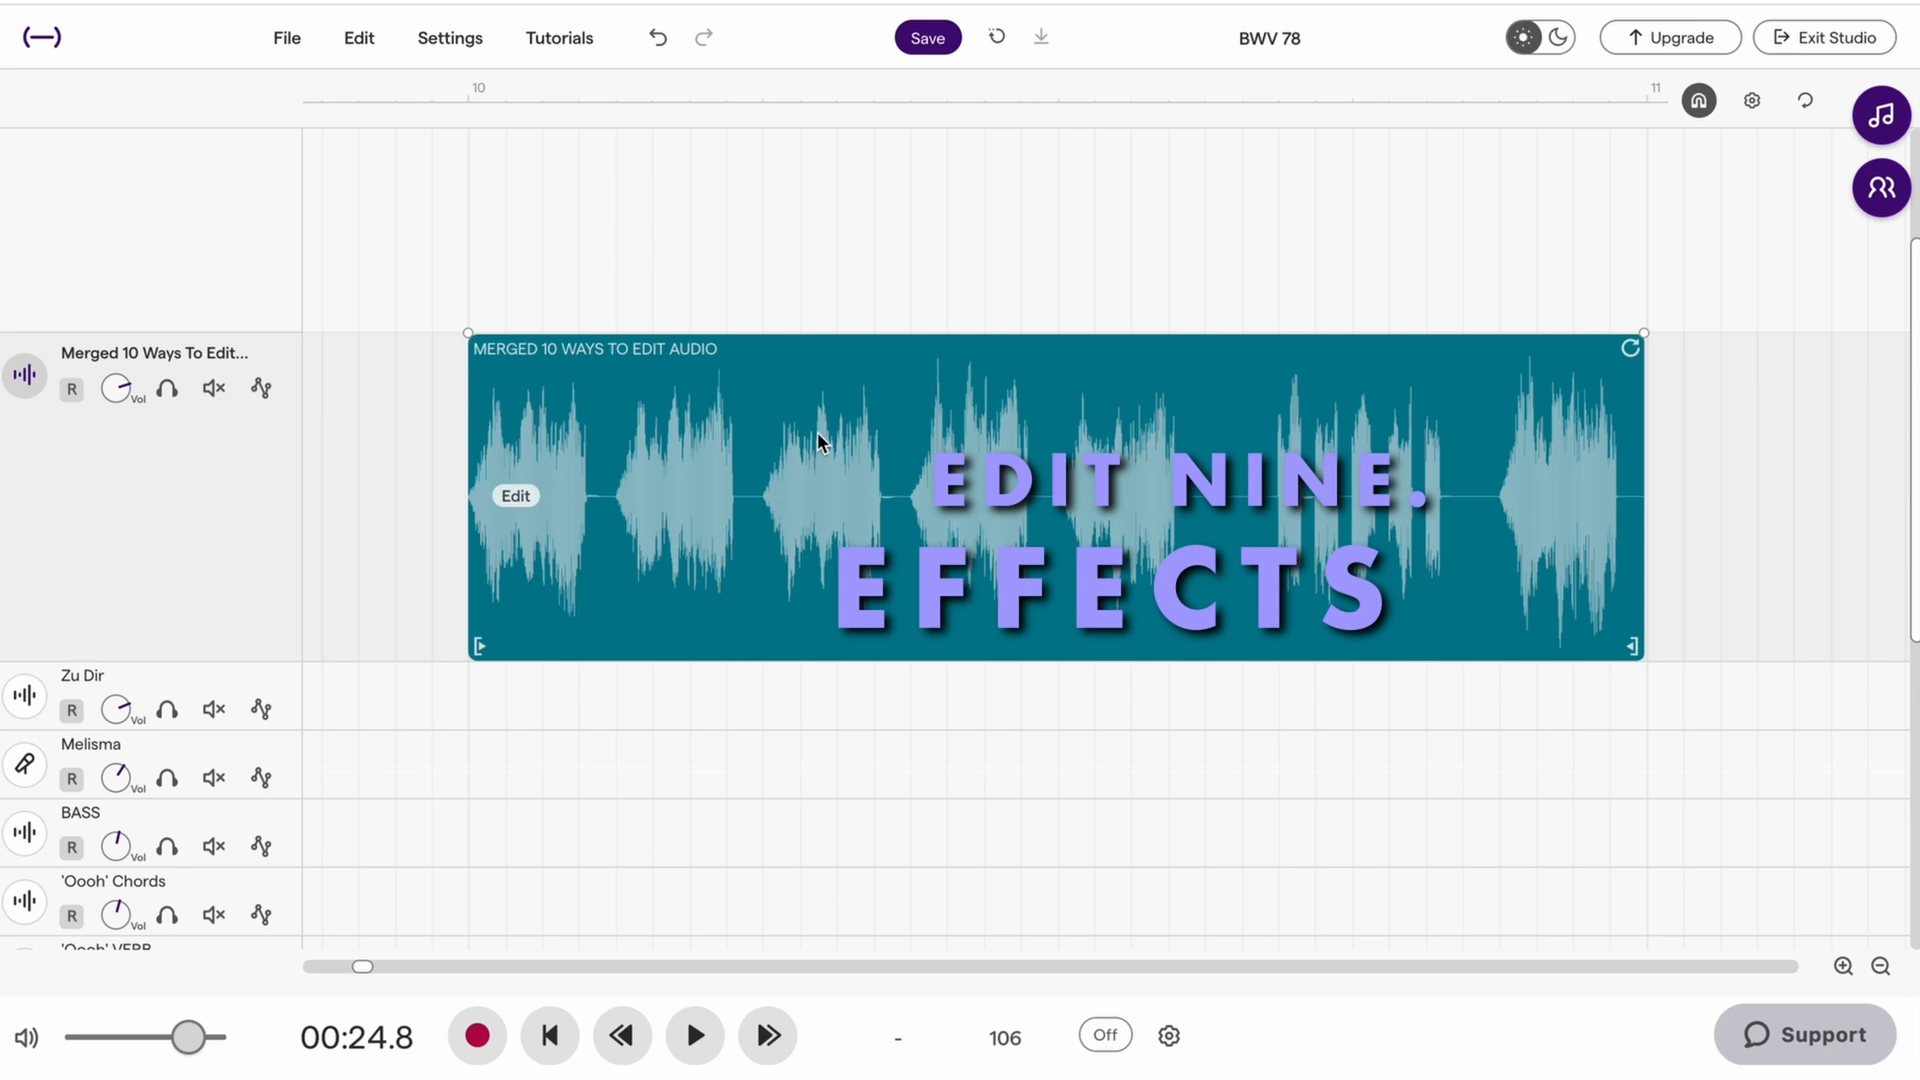 File Edit Settings Tutorials Save BWV 78 Upgrade Exit Studio
10 11
Merged 10 Ways To Edit...
R Vol
MERGED 10 WAYS TO EDIT AUDIO
Edit
EDIT NINE.
EFFECTS
Zu Dir
R Vol
Melisma
R Vol
BASS
R Vol
'Oooh' Chords
R Vol
'Oooh' VERB
00:24.8 - 106 Off Support